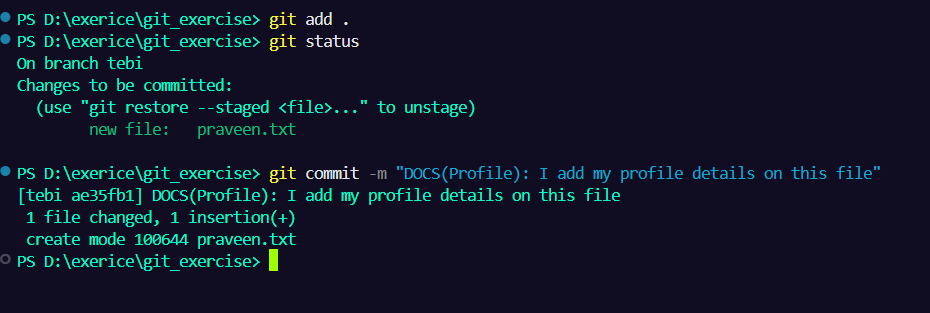 PS D:\exerice\git_exercise> git add .
PS D:\exerice\git_exercise> git status
On branch tebi
Changes to be committed:
  (use "git restore --staged <file>..." to unstage)
        new file:   praveen.txt

PS D:\exerice\git_exercise> git commit -m "DOCS(Profile): I add my profile details on this file"
[tebi ae35fb1] DOCS(Profile): I add my profile details on this file
 1 file changed, 1 insertion(+)
 create mode 100644 praveen.txt
PS D:\exerice\git_exercise>